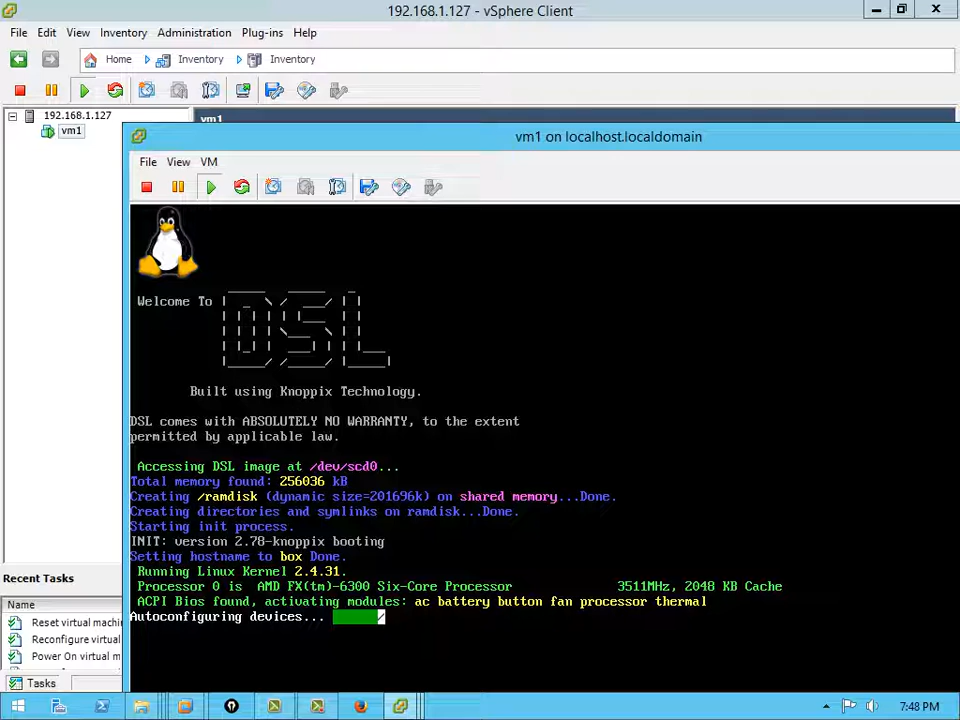 192.168.1.127 - vSphere Client
File Edit View Inventory Administration Plug-ins Help
Home Inventory Inventory
192.168.1.127
vm1
vm1
vm1 on localhost.localdomain
File View VM
Welcome To
DSL
Built using Knoppix Technology.
DSL comes with ABSOLUTELY NO WARRANTY, to the extent
permitted by applicable law.
Accessing DSL image at /dev/scd0...
Total memory found: 256036 kB
Creating /ramdisk (dynamic size=201696k) on shared memory...Done.
Creating directories and symlinks on ramdisk...Done.
Starting init process.
INIT: version 2.78-knoppix booting
Setting hostname to box Done.
Running Linux Kernel 2.4.31.
Processor 0 is AMD FX(tm)-6300 Six-Core Processor 3511MHz, 2048 KB Cache
ACPI Bios found, activating modules: ac battery button fan processor thermal
Autoconfiguring devices...
Recent Tasks
Name
Reset virtual machi
Reconfigure virtual
Power On virtual m
Tasks
7:48 PM